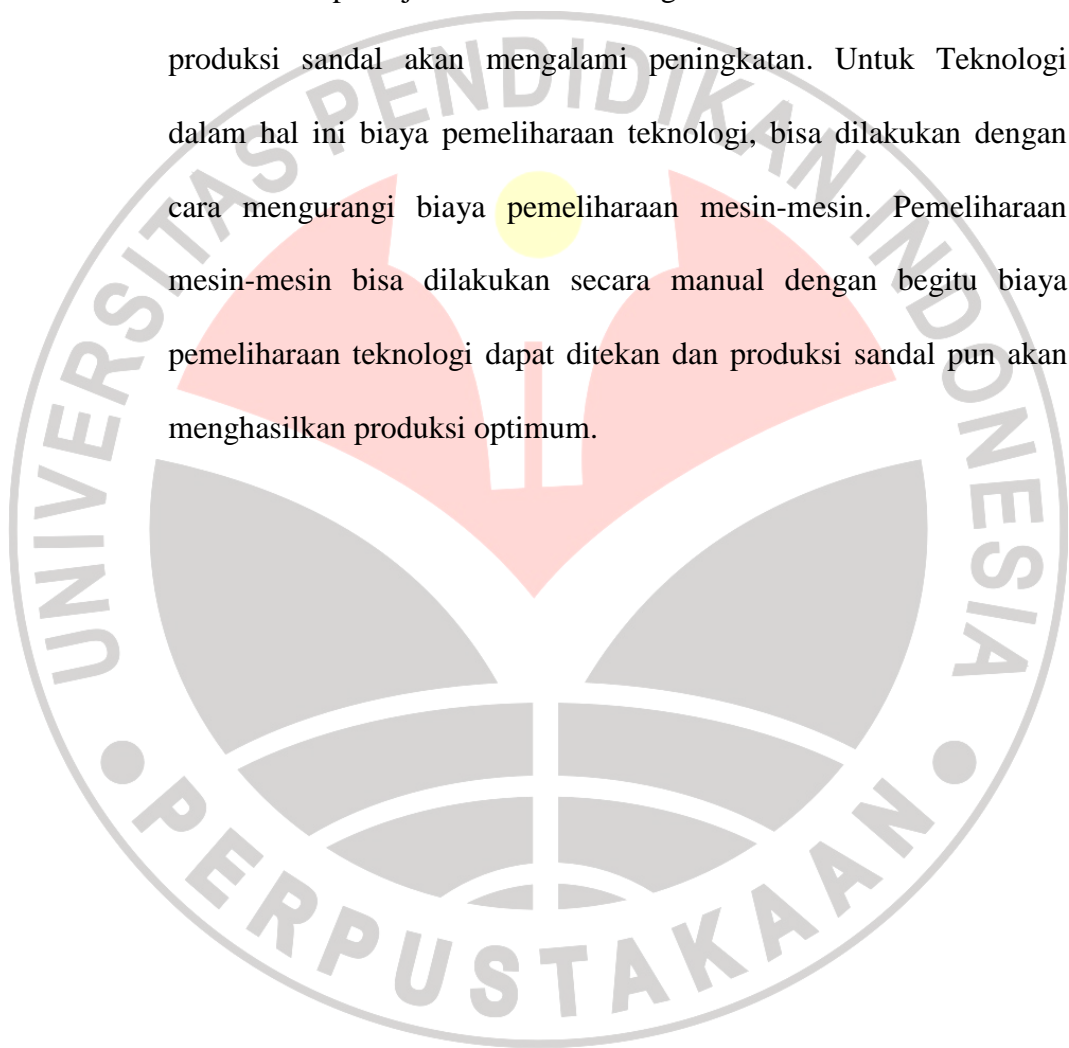 produksi sandal akan mengalami peningkatan. Untuk Teknologi
dalam hal ini biaya pemeliharaan teknologi, bisa dilakukan dengan
cara mengurangi biaya pemeliharaan mesin-mesin. Pemeliharaan
mesin-mesin bisa dilakukan secara manual dengan begitu biaya
pemeliharaan teknologi dapat ditekan dan produksi sandal pun akan
menghasilkan produksi optimum.
UNIVERSITAS PENDIDIKAN INDONESIA
PERPUSTAKAAN